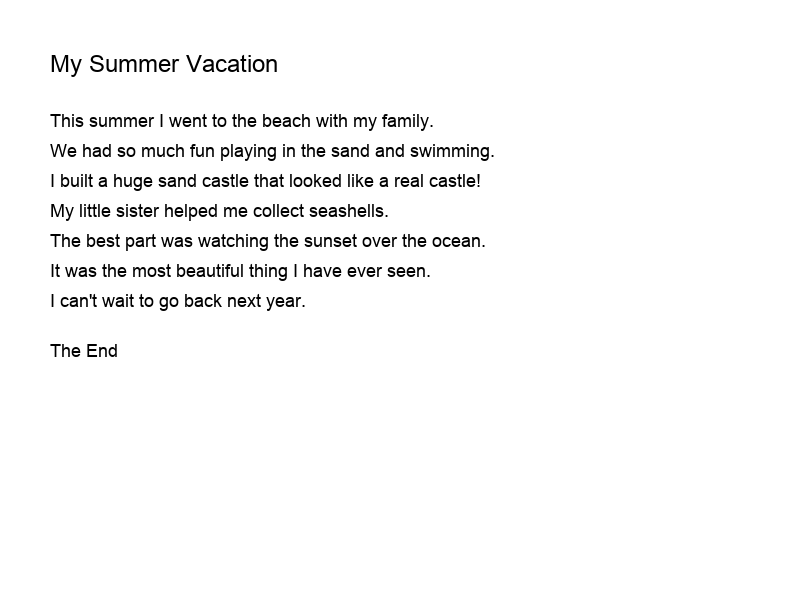 My Summer Vacation
This summer I went to the beach with my family.
We had so much fun playing in the sand and swimming.
I built a huge sand castle that looked like a real castle!
My little sister helped me collect seashells.
The best part was watching the sunset over the ocean.
It was the most beautiful thing I have ever seen.
I can't wait to go back next year.
The End